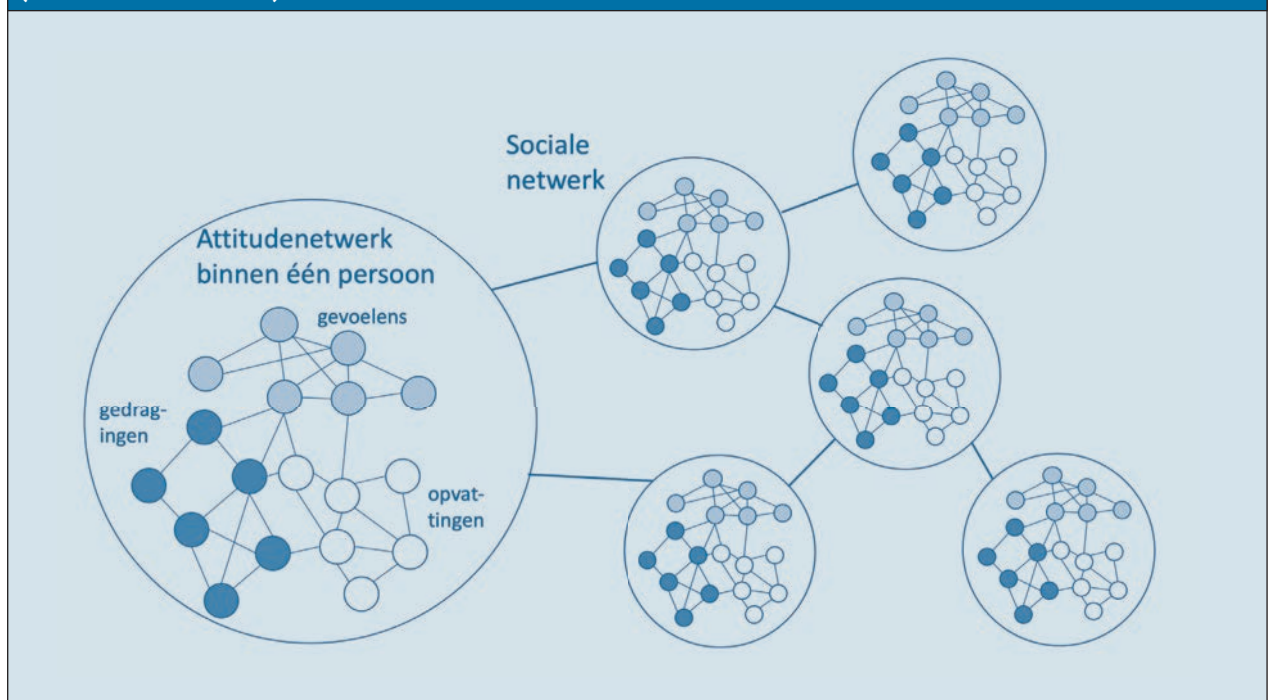 Sociale
netwerk
Attitudenetwerk
binnen één persoon
gevoelens
gedrag-
ingen
opvat-
tingen